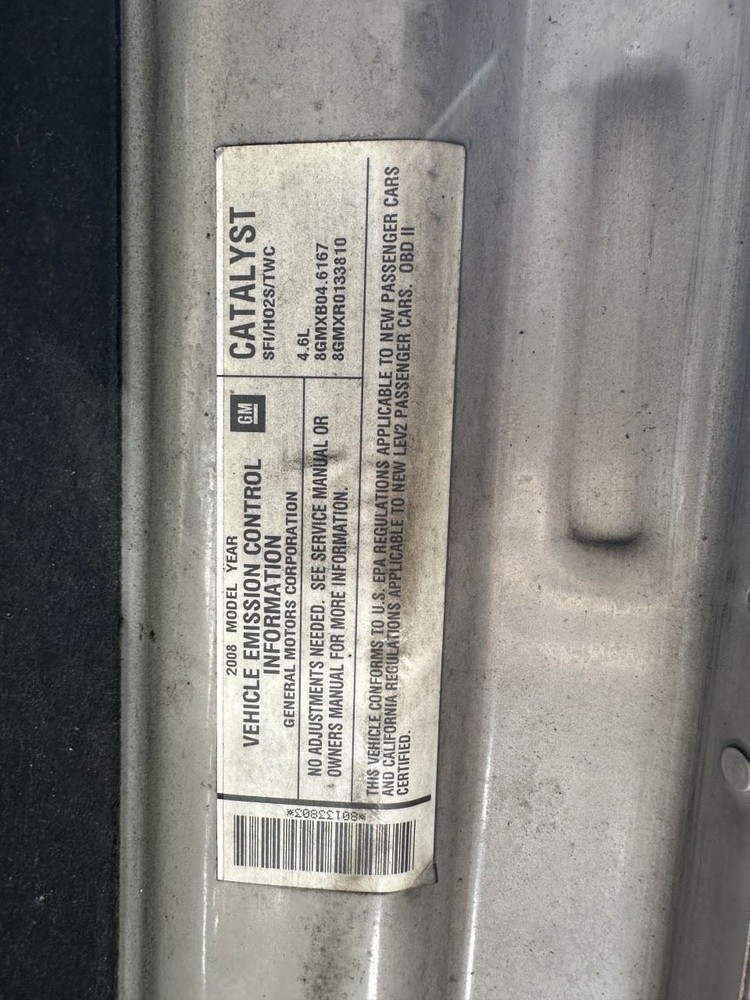 2008 MODEL YEAR
VEHICLE EMISSION CONTROL
INFORMATION
GENERAL MOTORS CORPORATION
GM
CATALYST
SFI/HO2S/TWC
4.6L
8GMXB04.6167
8GMXR0133810
NO ADJUSTMENTS NEEDED. SEE SERVICE MANUAL OR
OWNERS MANUAL FOR MORE INFORMATION.
THIS VEHICLE CONFORMS TO U.S. EPA REGULATIONS APPLICABLE TO NEW PASSENGER CARS
AND CALIFORNIA REGULATIONS APPLICABLE TO NEW LEV2 PASSENGER CARS. OBD II
CERTIFIED.
*80133803*